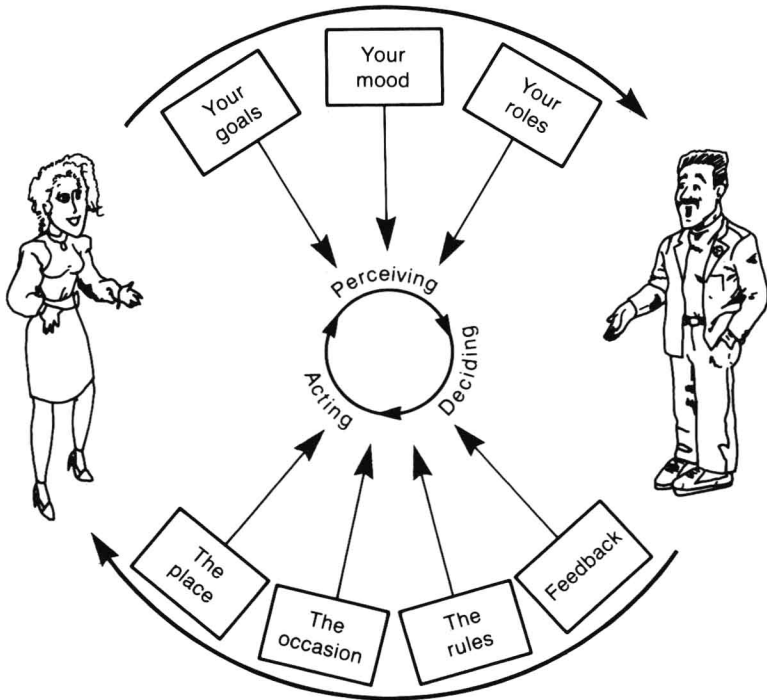 Your
goals
Your
mood
Your
roles
Perceiving
Deciding
Acting
The
place
The
occasion
The
rules
Feedback